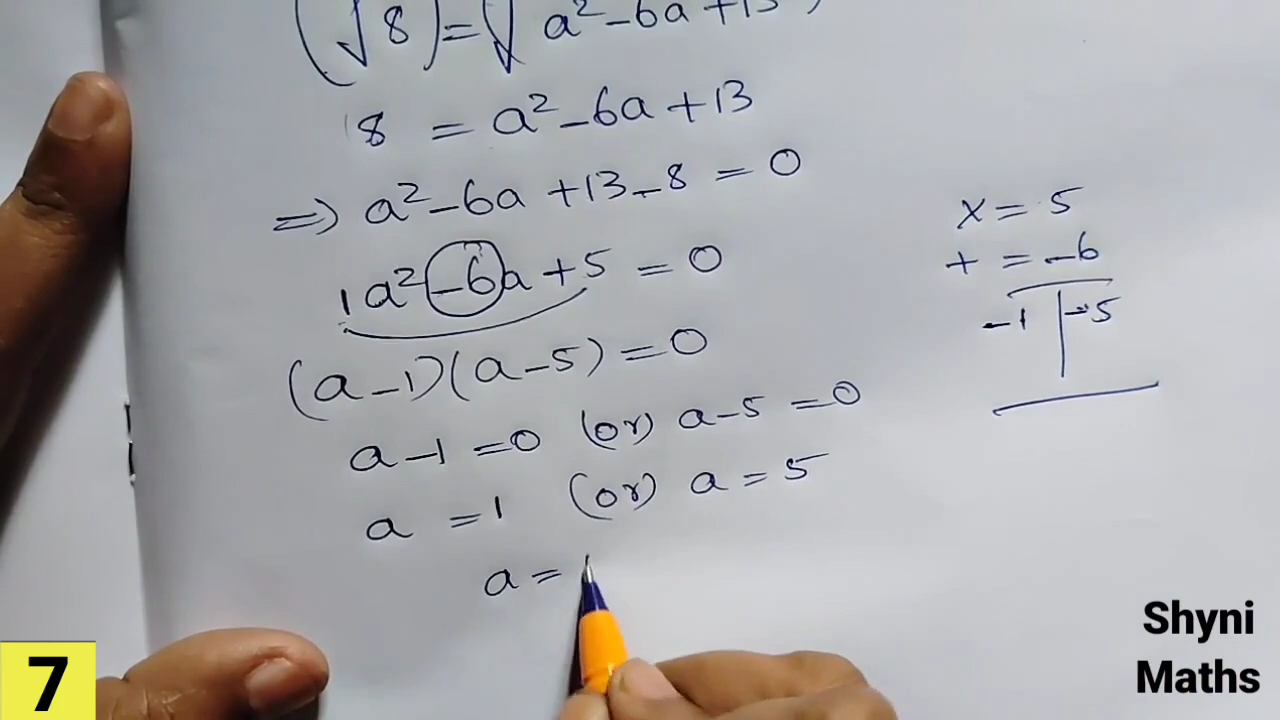 (√8) = (√a²-6a+13)
8 = a²-6a+13
⇒ a²-6a+13-8 = 0
1a²-6a+5 = 0
(a-1)(a-5) = 0
a-1 = 0 (or) a-5 = 0
a = 1 (or) a = 5
a =
x = 5
+ = -6
-1 | -5
7
Shyni
Maths